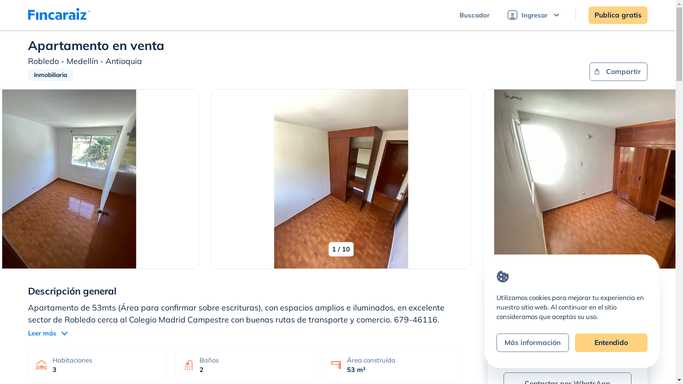 Fincaraiz
Buscador
Ingresar
Publica gratis
Apartamento en venta
Robledo - Medellín - Antioquia
Inmobiliaria
Compartir
1 / 10
Descripción general
Apartamento de 53mts (Área para confirmar sobre escrituras), con espacios amplios e iluminados, en excelente
sector de Robledo cerca al Colegio Madrid Campestre con buenas rutas de transporte y comercio. 679-46116.
Leer más
Habitaciones
3
Baños
2
Área construída
53 m²
Utilizamos cookies para mejorar tu experiencia en
nuestro sitio web. Al continuar en el sitio
consideramos que aceptas su uso.
Más información
Entendido
Contactar por WhatsApp